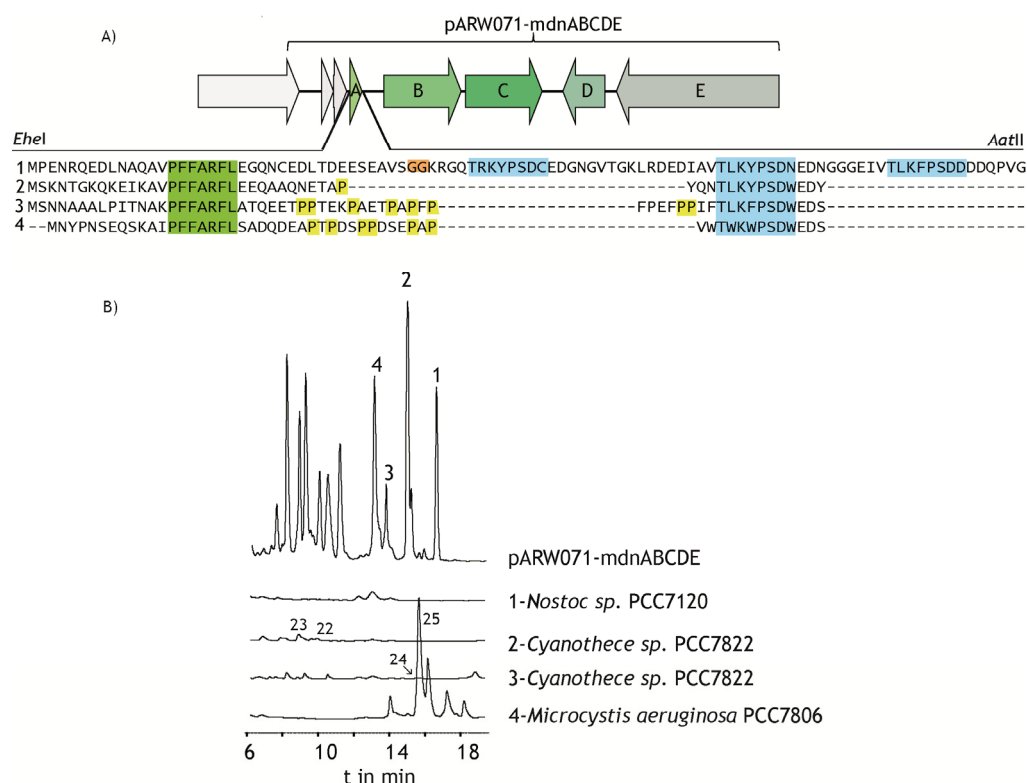 A)
pARW071-mdnABCDE
A B C D E
EheI AatII
1 MPENRQEDLNAQAVPFFARFLEGQNCEDLTDEESEAVSGGKRGQTRKYPSDCEDGNGVTGKLRDEDIAVTLKYPSDNEDNGGGEIVTLKFPSDDDDQPVG
2 MSKNTGKQKEIKAVPFFARFLEEQAAQNETAP-----------------------------------YQNTLKYPSDWEDY--------------------
3 MSNNAAALPITNAKPFFARFLATQEETPPTEKPAETPAPFP--------------------FPEFPPIFTLKFPSDWEDS--------------------
4 --MNYPNSEQSKAIPFFARFLSADQDEAPTPDSPPDSEPAP--------------------------VWTWKWPSDWEDS--------------------
B)
2
4
1
3
pARW071-mdnABCDE
1-Nostoc sp. PCC7120
23 22 25
2-Cyanothece sp. PCC7822
24
3-Cyanothece sp. PCC7822
4-Microcystis aeruginosa PCC7806
6 10 14 18
t in min